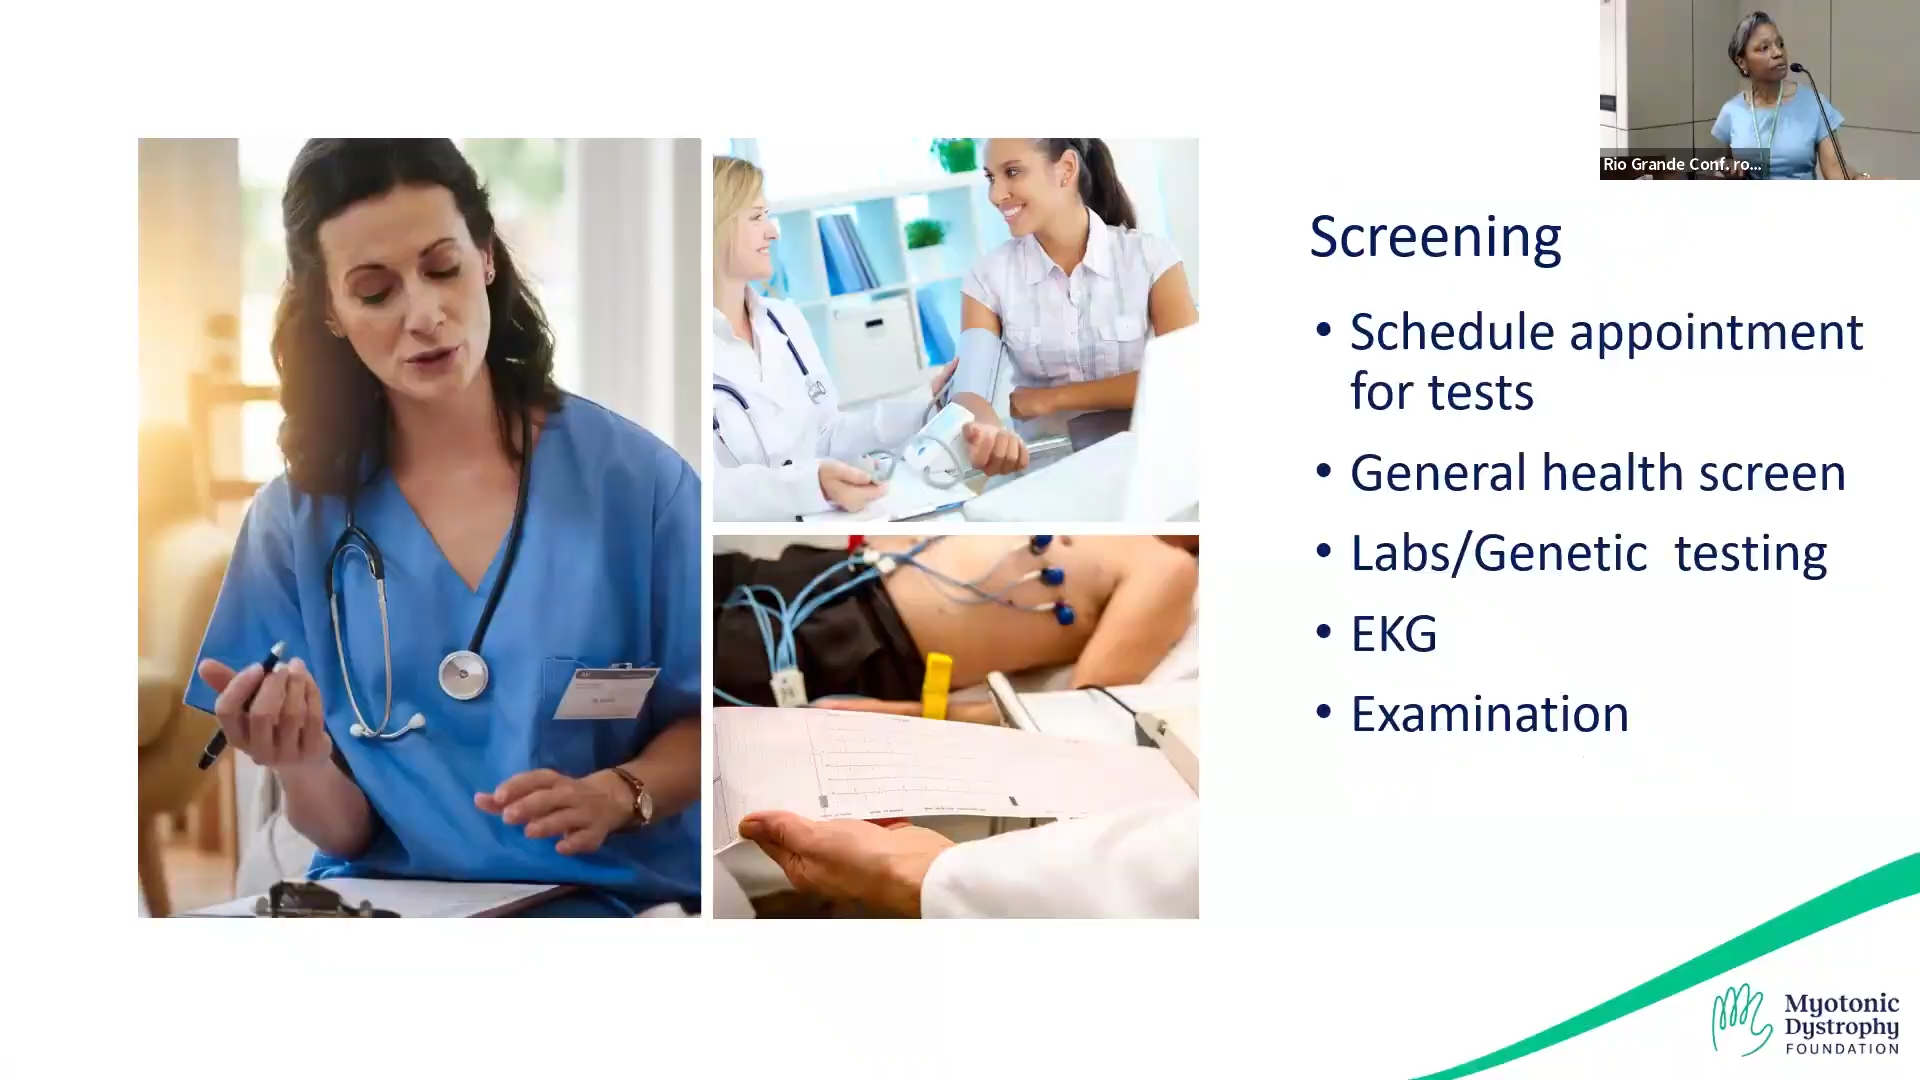 Rio Grande Conf. ro...
Screening
• Schedule appointment
for tests
• General health screen
• Labs/Genetic testing
• EKG
• Examination
Myotonic
Dystrophy
FOUNDATION